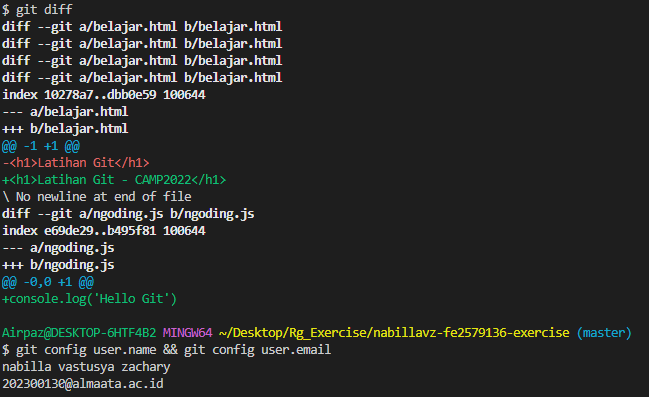 $ git diff
diff --git a/belajar.html b/belajar.html
diff --git a/belajar.html b/belajar.html
diff --git a/belajar.html b/belajar.html
diff --git a/belajar.html b/belajar.html
index 10278a7..dbb0e59 100644
--- a/belajar.html
+++ b/belajar.html
@@ -1 +1 @@
-<h1>Latihan Git</h1>
+<h1>Latihan Git - CAMP2022</h1>
\ No newline at end of file
diff --git a/ngoding.js b/ngoding.js
index e69de29..b495f81 100644
--- a/ngoding.js
+++ b/ngoding.js
@@ -0,0 +1 @@
+console.log('Hello Git')
Airpaz@DESKTOP-6HTF4B2 MINGW64 ~/Desktop/Rg_Exercise/nabillavz-fe2579136-exercise (master)
$ git config user.name && git config user.email
nabilla vastusya zachary
202300130@almaata.ac.id